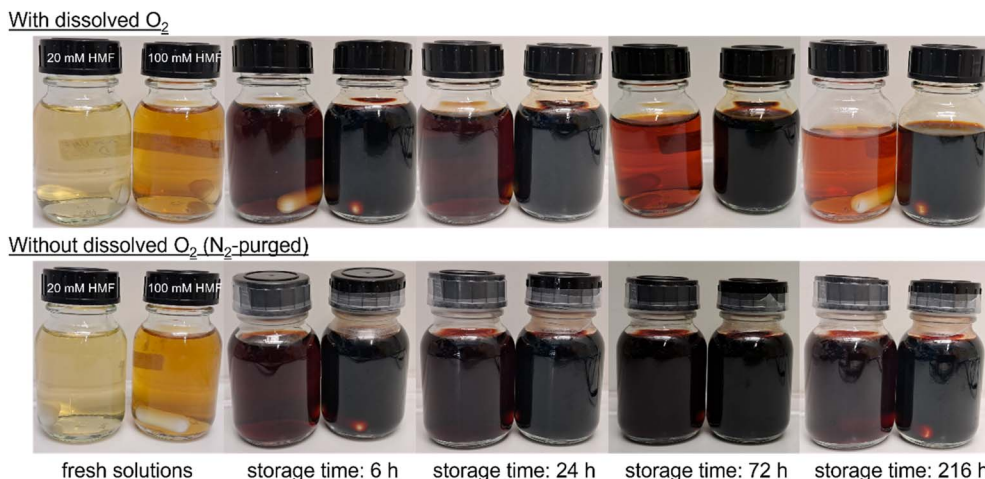 With dissolved O₂
20 mM HMF 100 mM HMF
Without dissolved O₂ (N₂-purged)
20 mM HMF 100 mM HMF
fresh solutions storage time: 6 h storage time: 24 h storage time: 72 h storage time: 216 h